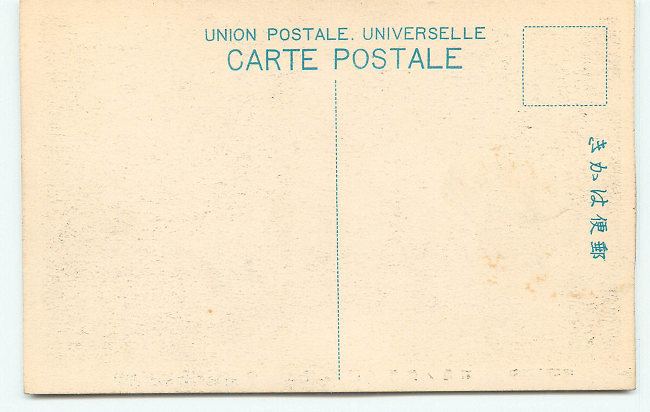 UNION POSTALE. UNIVERSELLE
CARTE POSTALE
郵便はかき